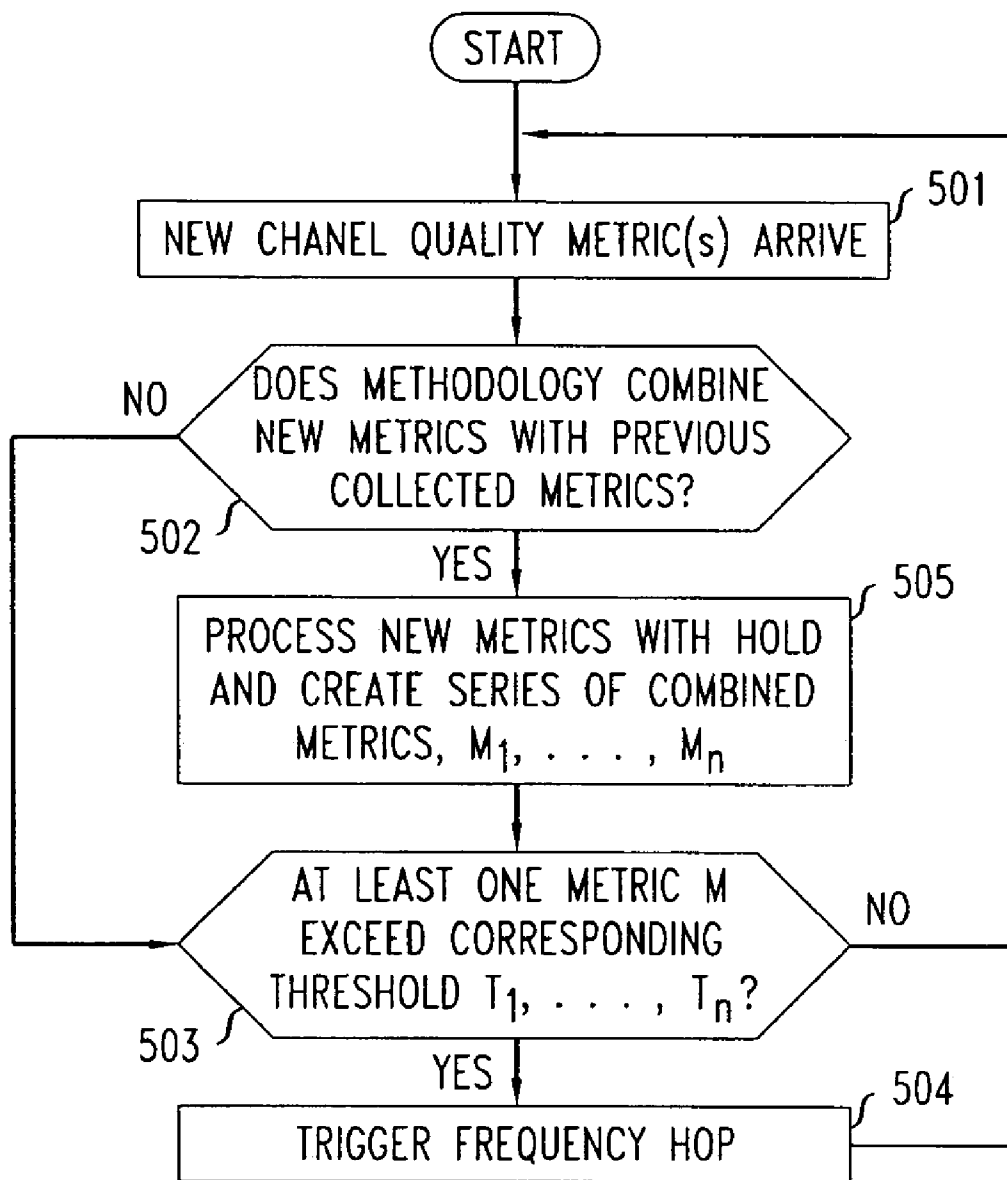 START
501
NEW CHANEL QUALITY METRIC(s) ARRIVE
NO
DOES METHODOLOGY COMBINE
NEW METRICS WITH PREVIOUS
COLLECTED METRICS?
502
YES
505
PROCESS NEW METRICS WITH HOLD
AND CREATE SERIES OF COMBINED
METRICS, M1, . . . , Mn
AT LEAST ONE METRIC M
EXCEED CORRESPONDING
THRESHOLD T1, . . . , Tn?
NO
503
YES
504
TRIGGER FREQUENCY HOP